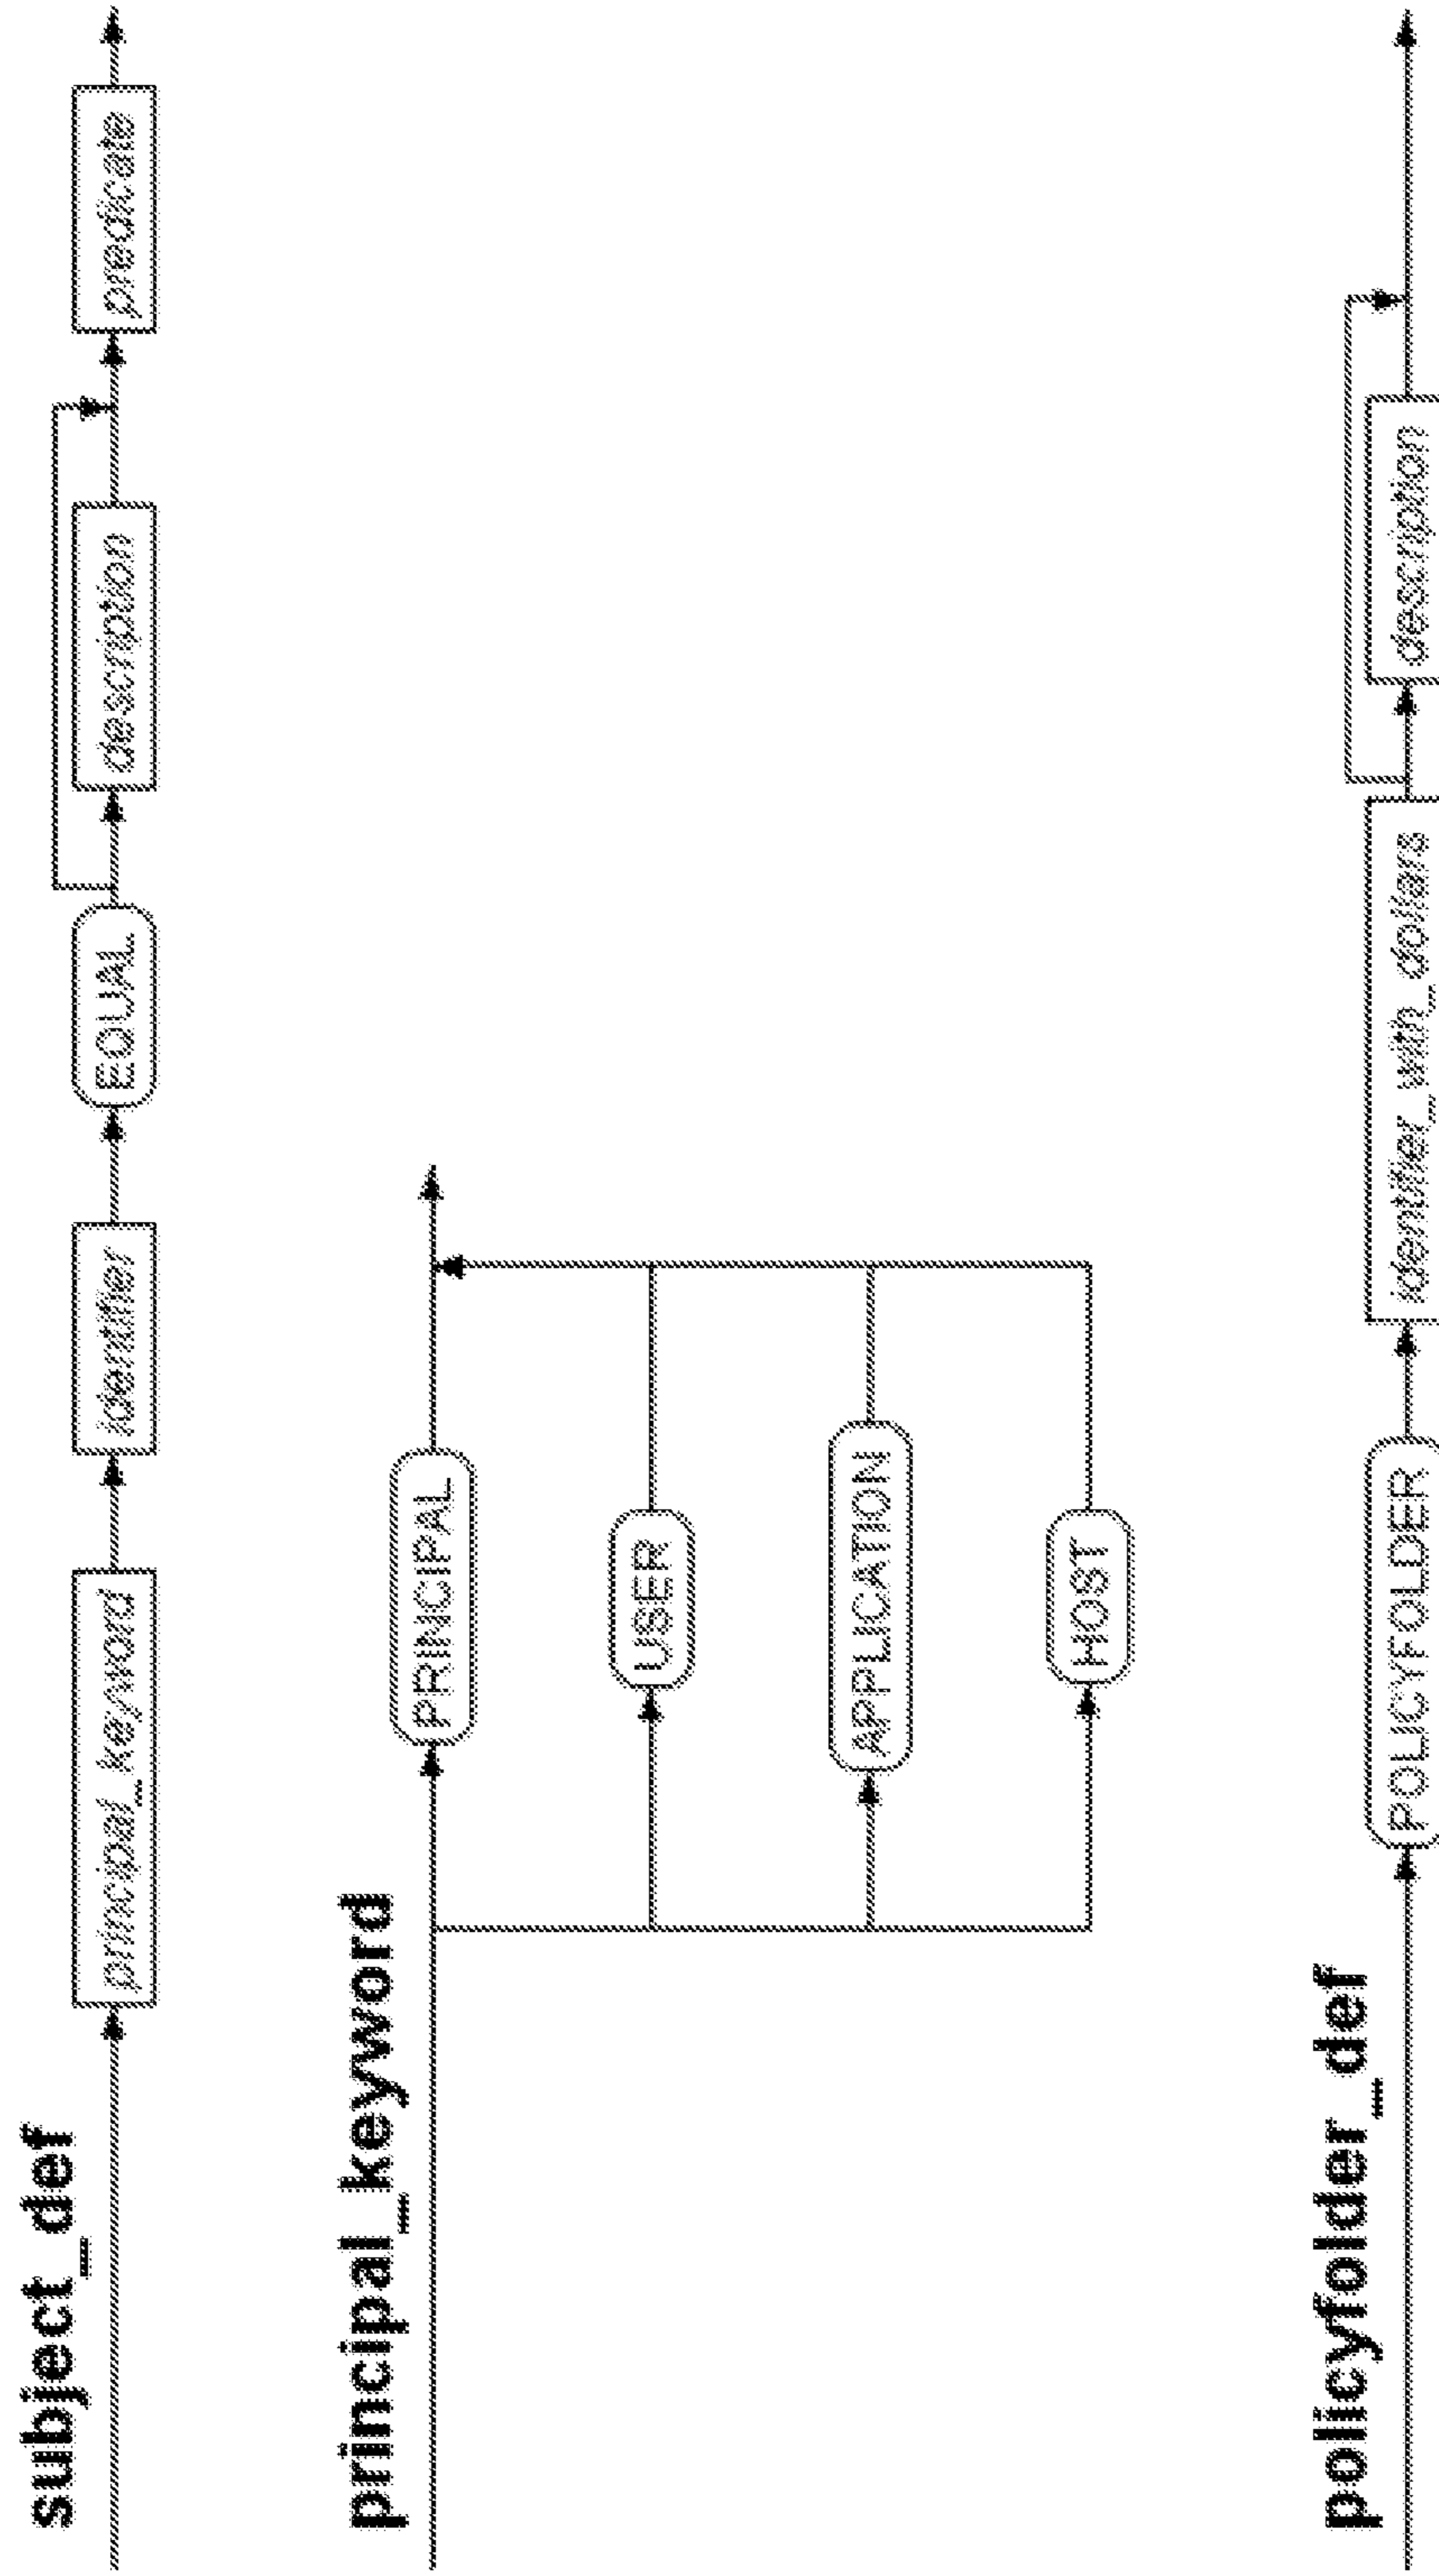 subject_def
principal_keyword identifier EQUAL description predicate
principal_keyword
PRINCIPAL
USER
APPLICATION
HOST
policyfolder_def
POLICYFOLDER identifier_with_dollars description